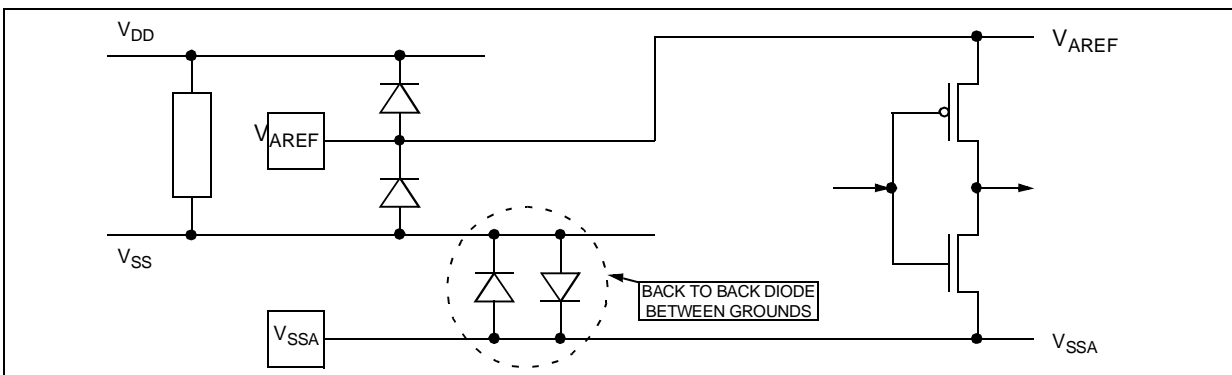 VDD
VAREF
VAREF
VSS
BACK TO BACK DIODE
BETWEEN GROUNDS
VSSA
VSSA